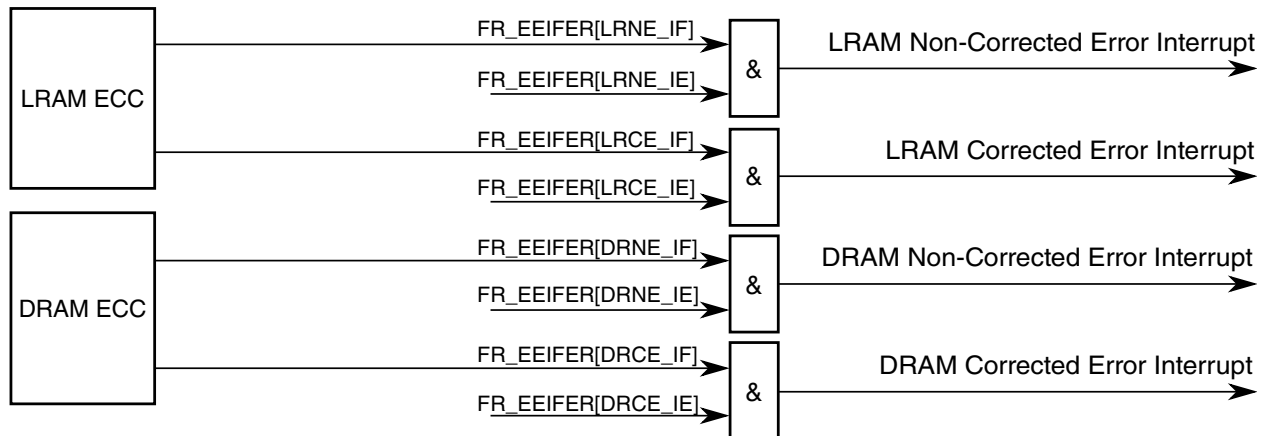 FR_EEIFER[LRNE_IF]
LRAM Non-Corrected Error Interrupt
&
FR_EEIFER[LRNE_IE]
LRAM ECC
FR_EEIFER[LRCE_IF]
LRAM Corrected Error Interrupt
&
FR_EEIFER[LRCE_IE]
FR_EEIFER[DRNE_IF]
DRAM Non-Corrected Error Interrupt
&
FR_EEIFER[DRNE_IE]
DRAM ECC
FR_EEIFER[DRCE_IF]
DRAM Corrected Error Interrupt
&
FR_EEIFER[DRCE_IE]